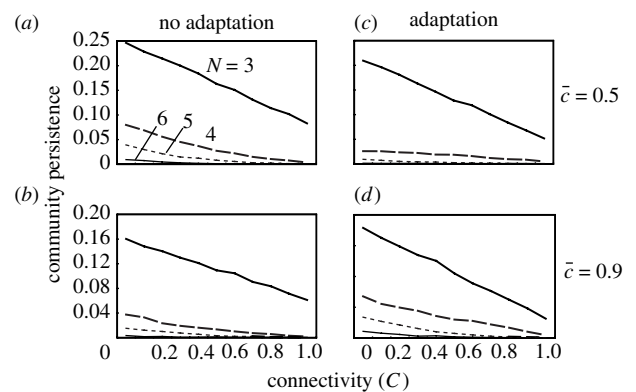 no adaptation
adaptation
(a)
(c)
0.25
0.20
0.15
0.10
0.05
0
N = 3
6
5
4
c̄ = 0.5
community persistence
(b)
(d)
0.20
0.16
0.12
0.08
0.04
0
c̄ = 0.9
0.2 0.4 0.6 0.8 1.0
0 0.2 0.4 0.6 0.8 1.0
connectivity (C)